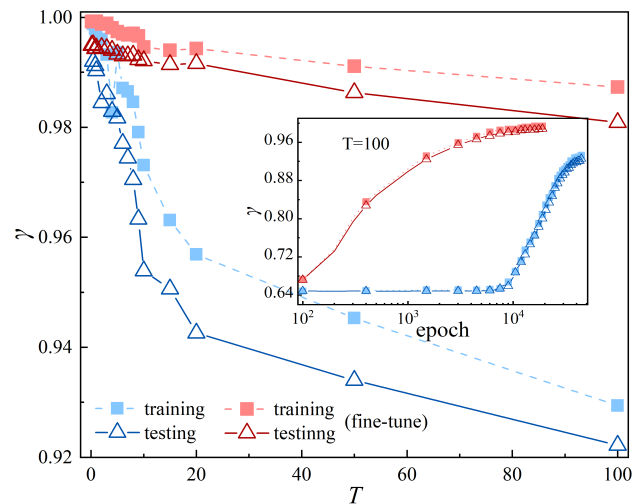 1.00
0.98
0.96
0.94
0.92
γ
0 20 40 60 80 100
T
T=100
0.96
0.88
0.80
0.72
0.64
γ
10² 10³ 10⁴
epoch
training training
testing testinng
(fine-tune)